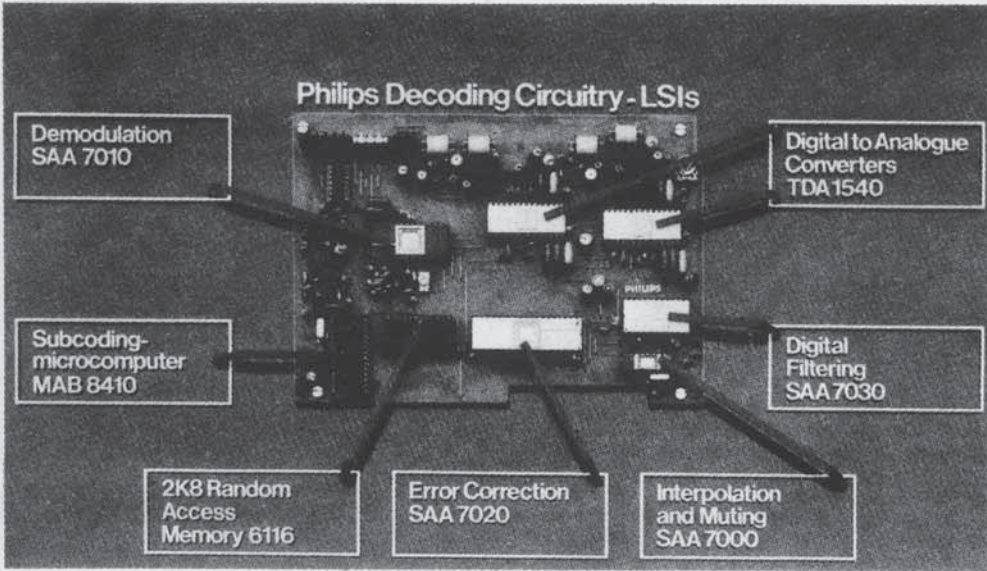 Philips Decoding Circuitry - LSIs
Demodulation
SAA 7010
Digital to Analogue
Converters
TDA 1540
PHILIPS
Subcoding-
microcomputer
MAB 8410
Digital
Filtering
SAA 7030
2K8 Random
Access
Memory 6116
Error Correction
SAA 7020
Interpolation
and Muting
SAA 7000